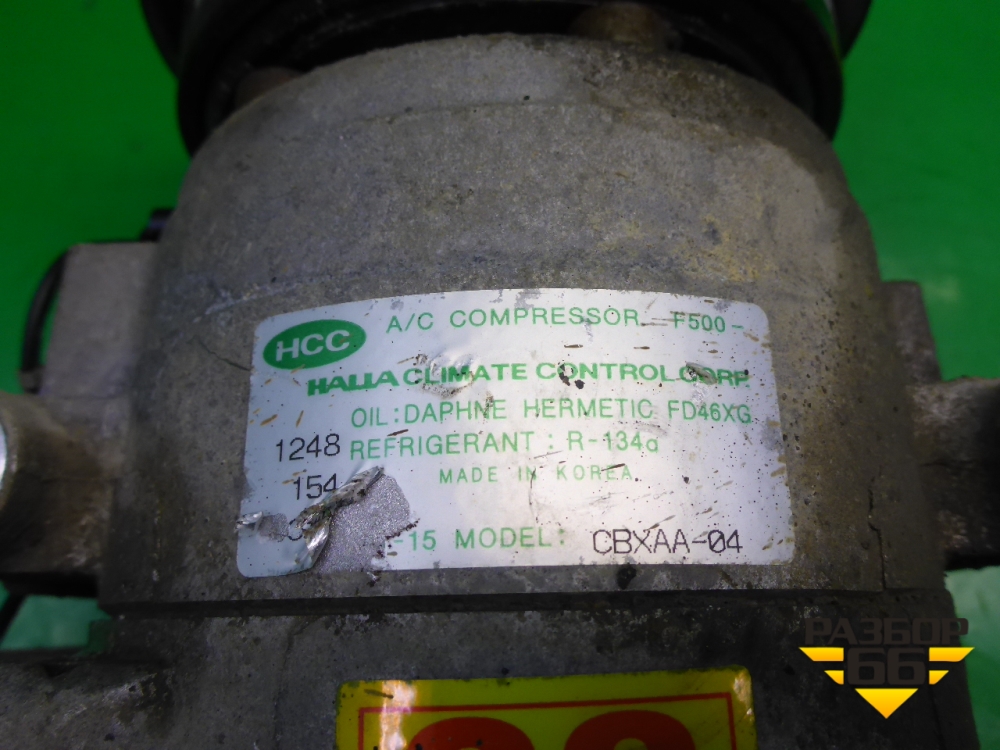 HCC A/C COMPRESSOR F500-
HALLA CLIMATE CONTROL CORP.
OIL : DAPHNE HERMETIC FD46XG
1248 REFRIGERANT : R-134a
154 MADE IN KOREA
-15 MODEL: CBXAA-04
РАЗБОР
66